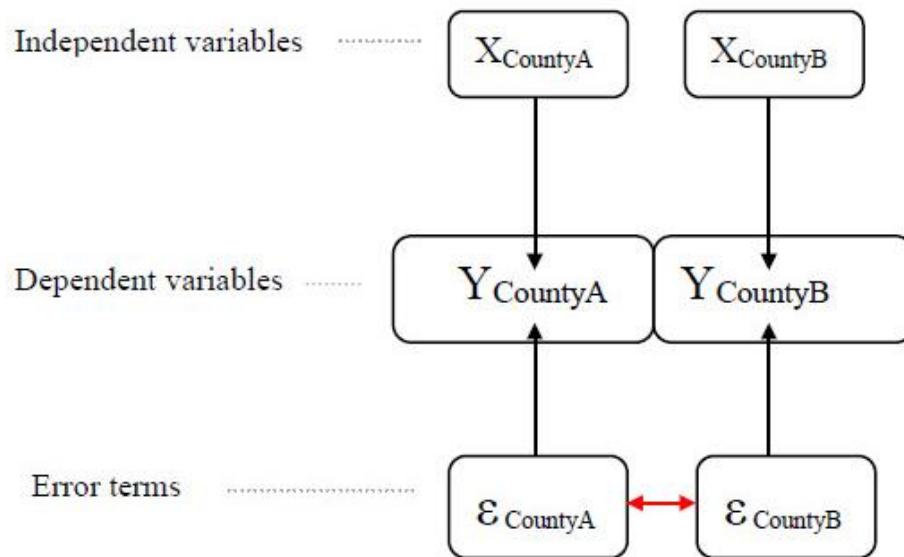 Independent variables
X CountyA
X CountyB
Dependent variables
Y CountyA
Y CountyB
Error terms
ε CountyA
ε CountyB